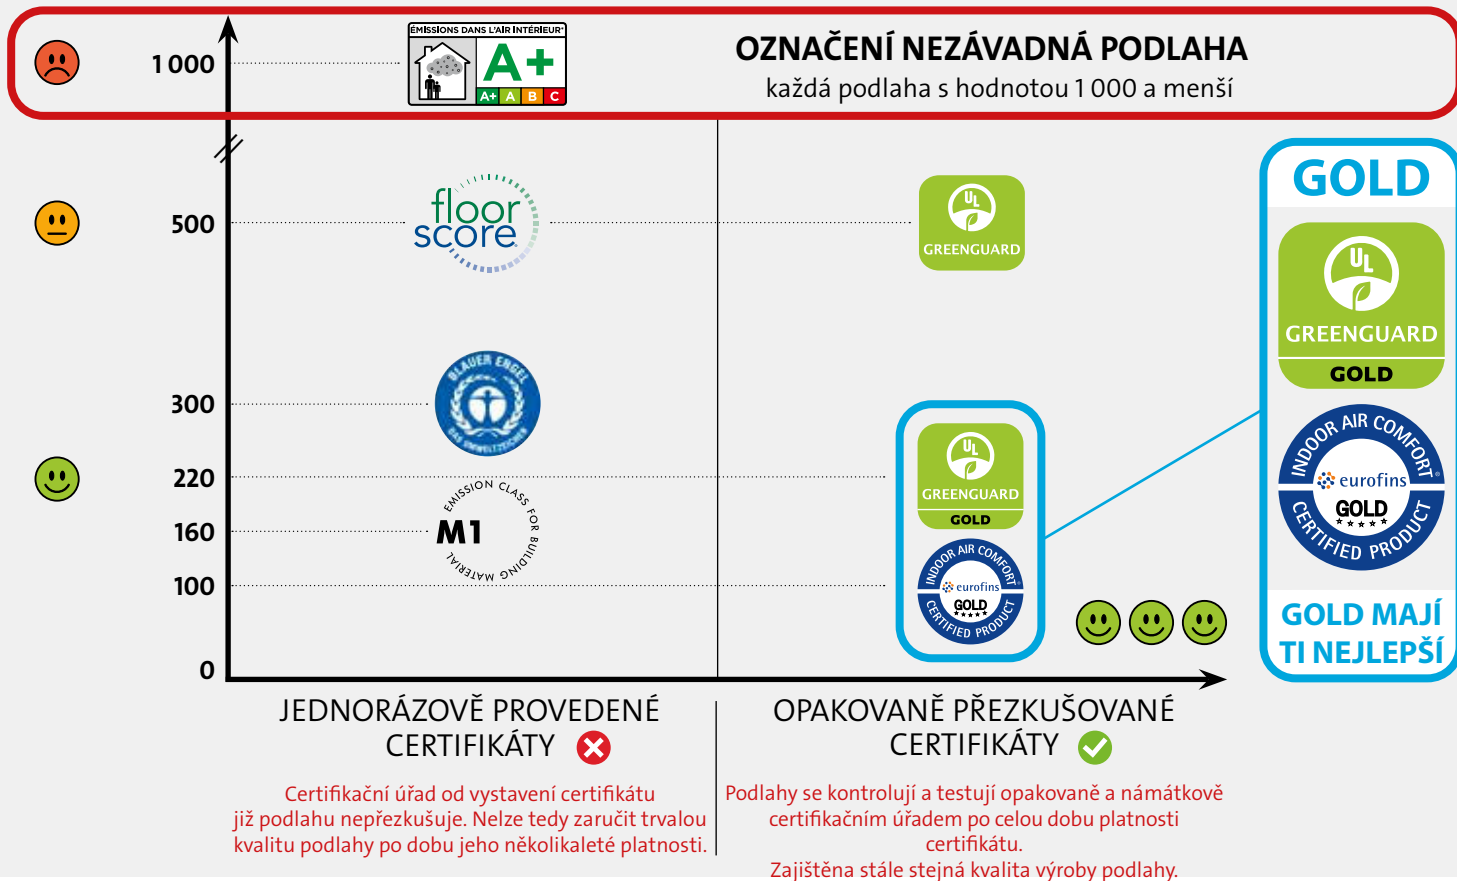 ÉMISSIONS DANS L'AIR INTÉRIEUR*
A+
A+ A B C
1 000
OZNAČENÍ NEZÁVADNÁ PODLAHA
každá podlaha s hodnotou 1 000 a menší
500
floor
score
UL
GREENGUARD
GOLD
UL
GREENGUARD
GOLD
INDOOR AIR COMFORT
eurofins
GOLD
CERTIFIED PRODUCT
GOLD MAJÍ
TI NEJLEPŠÍ
300
BLAUER ENGEL
DAS UMWELTZEICHEN
220
UL
GREENGUARD
GOLD
160
M1
EMISSION CLASS FOR BUILDING MATERIAL
100
INDOOR AIR COMFORT
eurofins
GOLD
CERTIFIED PRODUCT
0
JEDNORÁZOVĚ PROVEDENÉ
CERTIFIKÁTY
Certifikační úřad od vystavení certifikátu
již podlahu nepřezkušuje. Nelze tedy zaručit trvalou
kvalitu podlahy po dobu jeho několikaleté platnosti.
OPAKOVANĚ PŘEZKUŠOVANÉ
CERTIFIKÁTY
Podlahy se kontrolují a testují opakovaně a námátkově
certifikačním úřadem po celou dobu platnosti
certifikátu.
Zajištěna stále stejná kvalita výroby podlahy.